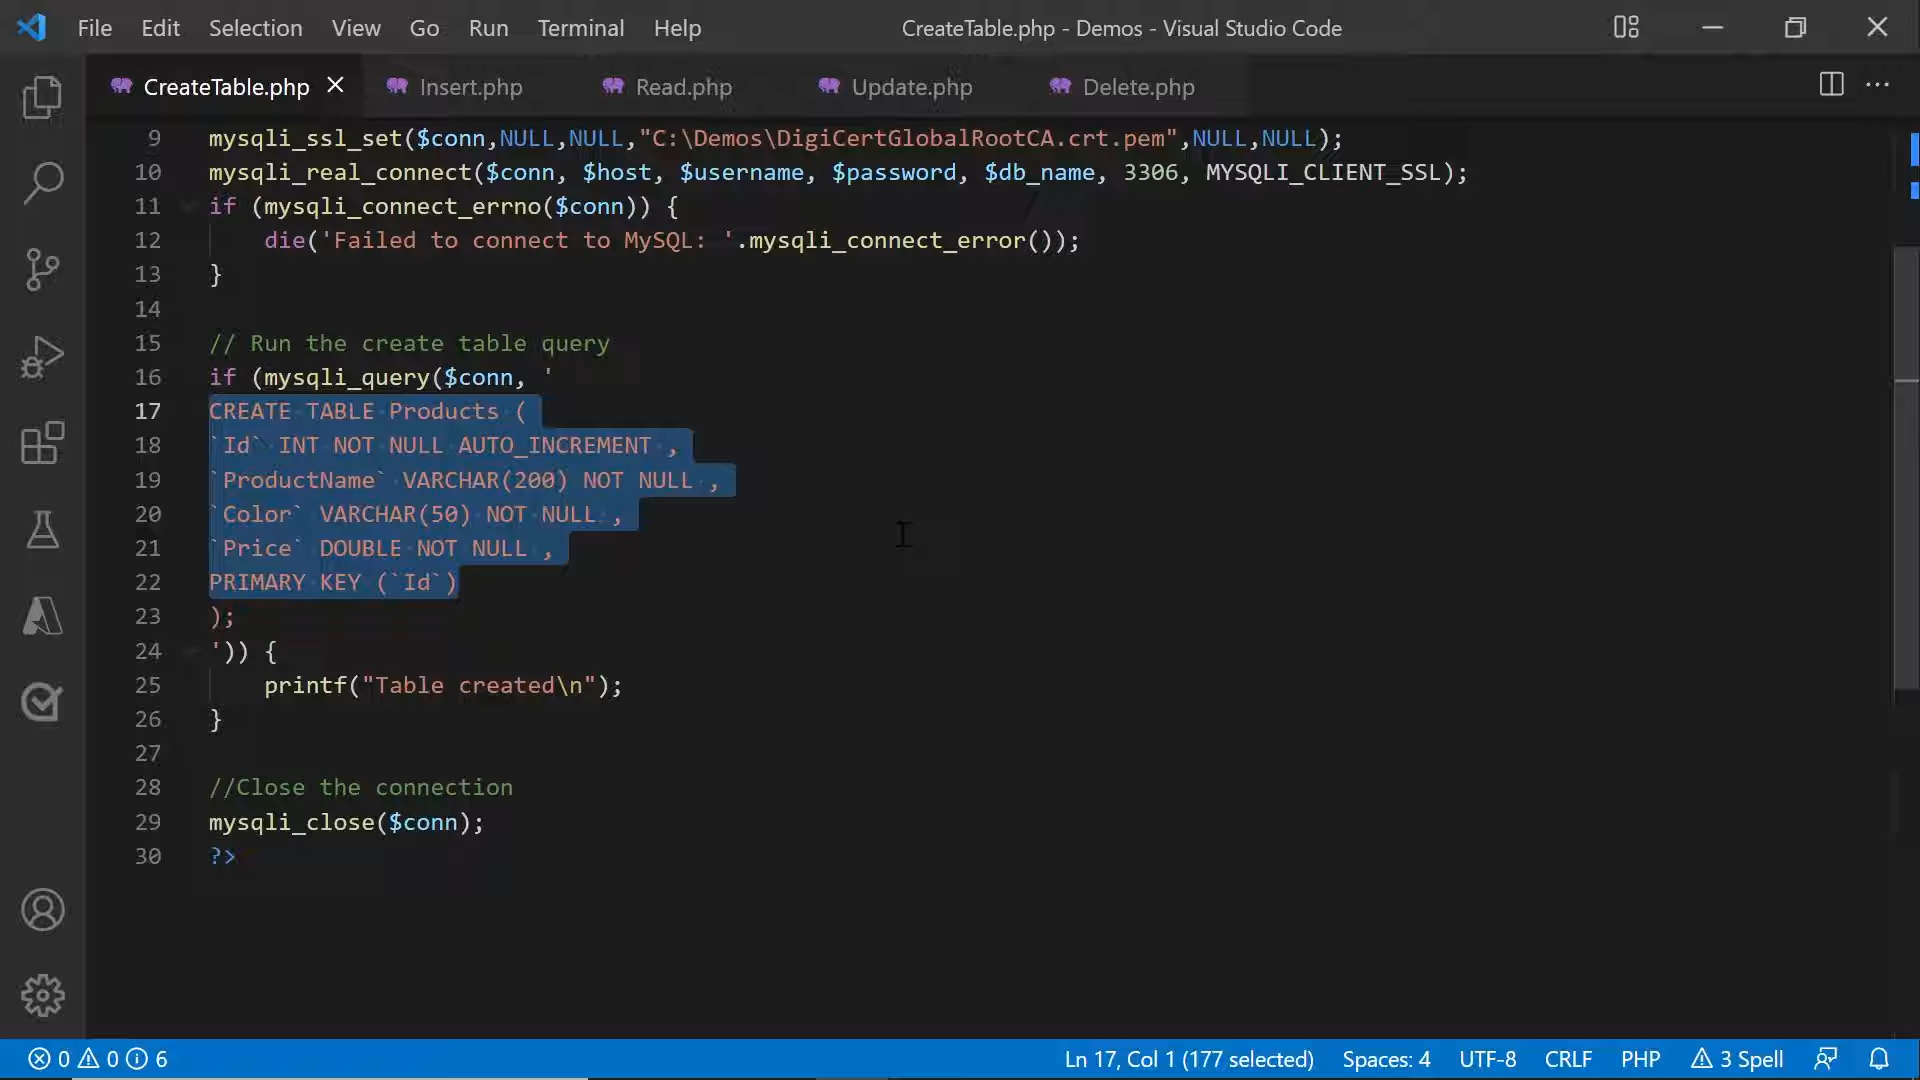 File Edit Selection View Go Run Terminal Help CreateTable.php - Demos - Visual Studio Code
CreateTable.php Insert.php Read.php Update.php Delete.php
9 mysqli_ssl_set($conn,NULL,NULL,"C:\Demos\DigiCertGlobalRootCA.crt.pem",NULL,NULL);
10 mysqli_real_connect($conn, $host, $username, $password, $db_name, 3306, MYSQLI_CLIENT_SSL);
11 if (mysqli_connect_errno($conn)) {
12 die('Failed to connect to MySQL: '.mysqli_connect_error());
13 }
14
15 // Run the create table query
16 if (mysqli_query($conn, '
17 CREATE TABLE Products (
18 `Id` INT NOT NULL AUTO_INCREMENT ,
19 `ProductName` VARCHAR(200) NOT NULL ,
20 `Color` VARCHAR(50) NOT NULL ,
21 `Price` DOUBLE NOT NULL ,
22 PRIMARY KEY (`Id`)
23 );
24 ')) {
25 printf("Table created\n");
26 }
27
28 //Close the connection
29 mysqli_close($conn);
30 ?>
0 0 6 Ln 17, Col 1 (177 selected) Spaces: 4 UTF-8 CRLF PHP 3 Spell